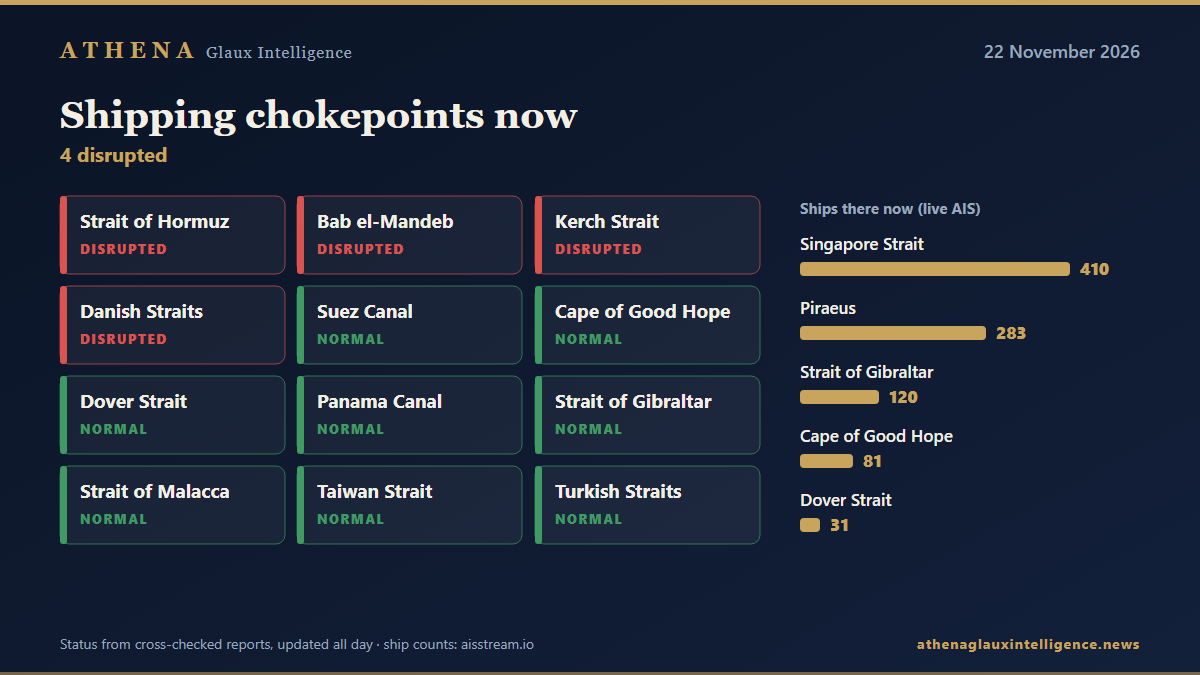 ATHENA Glaux Intelligence
22 November 2026
Shipping chokepoints now
4 disrupted
Strait of Hormuz
DISRUPTED
Bab el-Mandeb
DISRUPTED
Kerch Strait
DISRUPTED
Danish Straits
DISRUPTED
Suez Canal
NORMAL
Cape of Good Hope
NORMAL
Dover Strait
NORMAL
Panama Canal
NORMAL
Strait of Gibraltar
NORMAL
Strait of Malacca
NORMAL
Taiwan Strait
NORMAL
Turkish Straits
NORMAL
Ships there now (live AIS)
Singapore Strait
410
Piraeus
283
Strait of Gibraltar
120
Cape of Good Hope
81
Dover Strait
31
Status from cross-checked reports, updated all day · ship counts: aisstream.io
athenaglauxintelligence.news